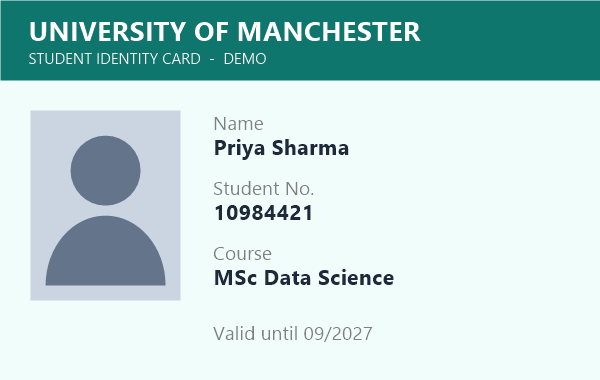 UNIVERSITY OF MANCHESTER
STUDENT IDENTITY CARD - DEMO
Name
Priya Sharma
Student No.
10984421
Course
MSc Data Science
Valid until 09/2027